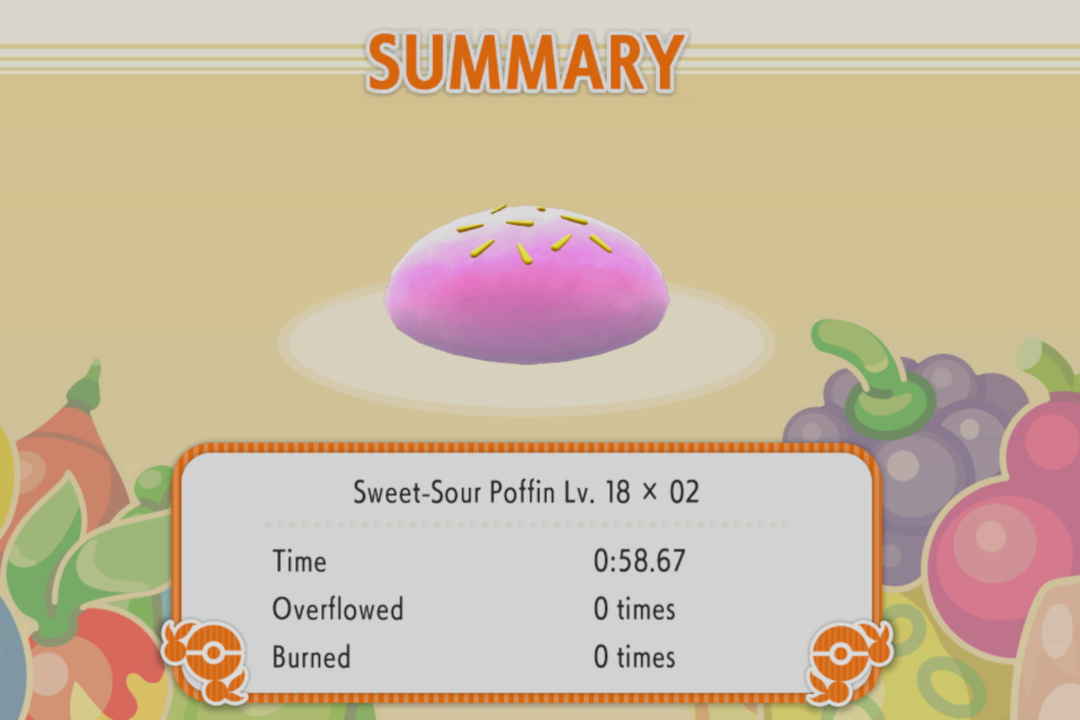 SUMMARY
Sweet-Sour Poffin Lv. 18 × 02
Time 0:58.67
Overflowed 0 times
Burned 0 times